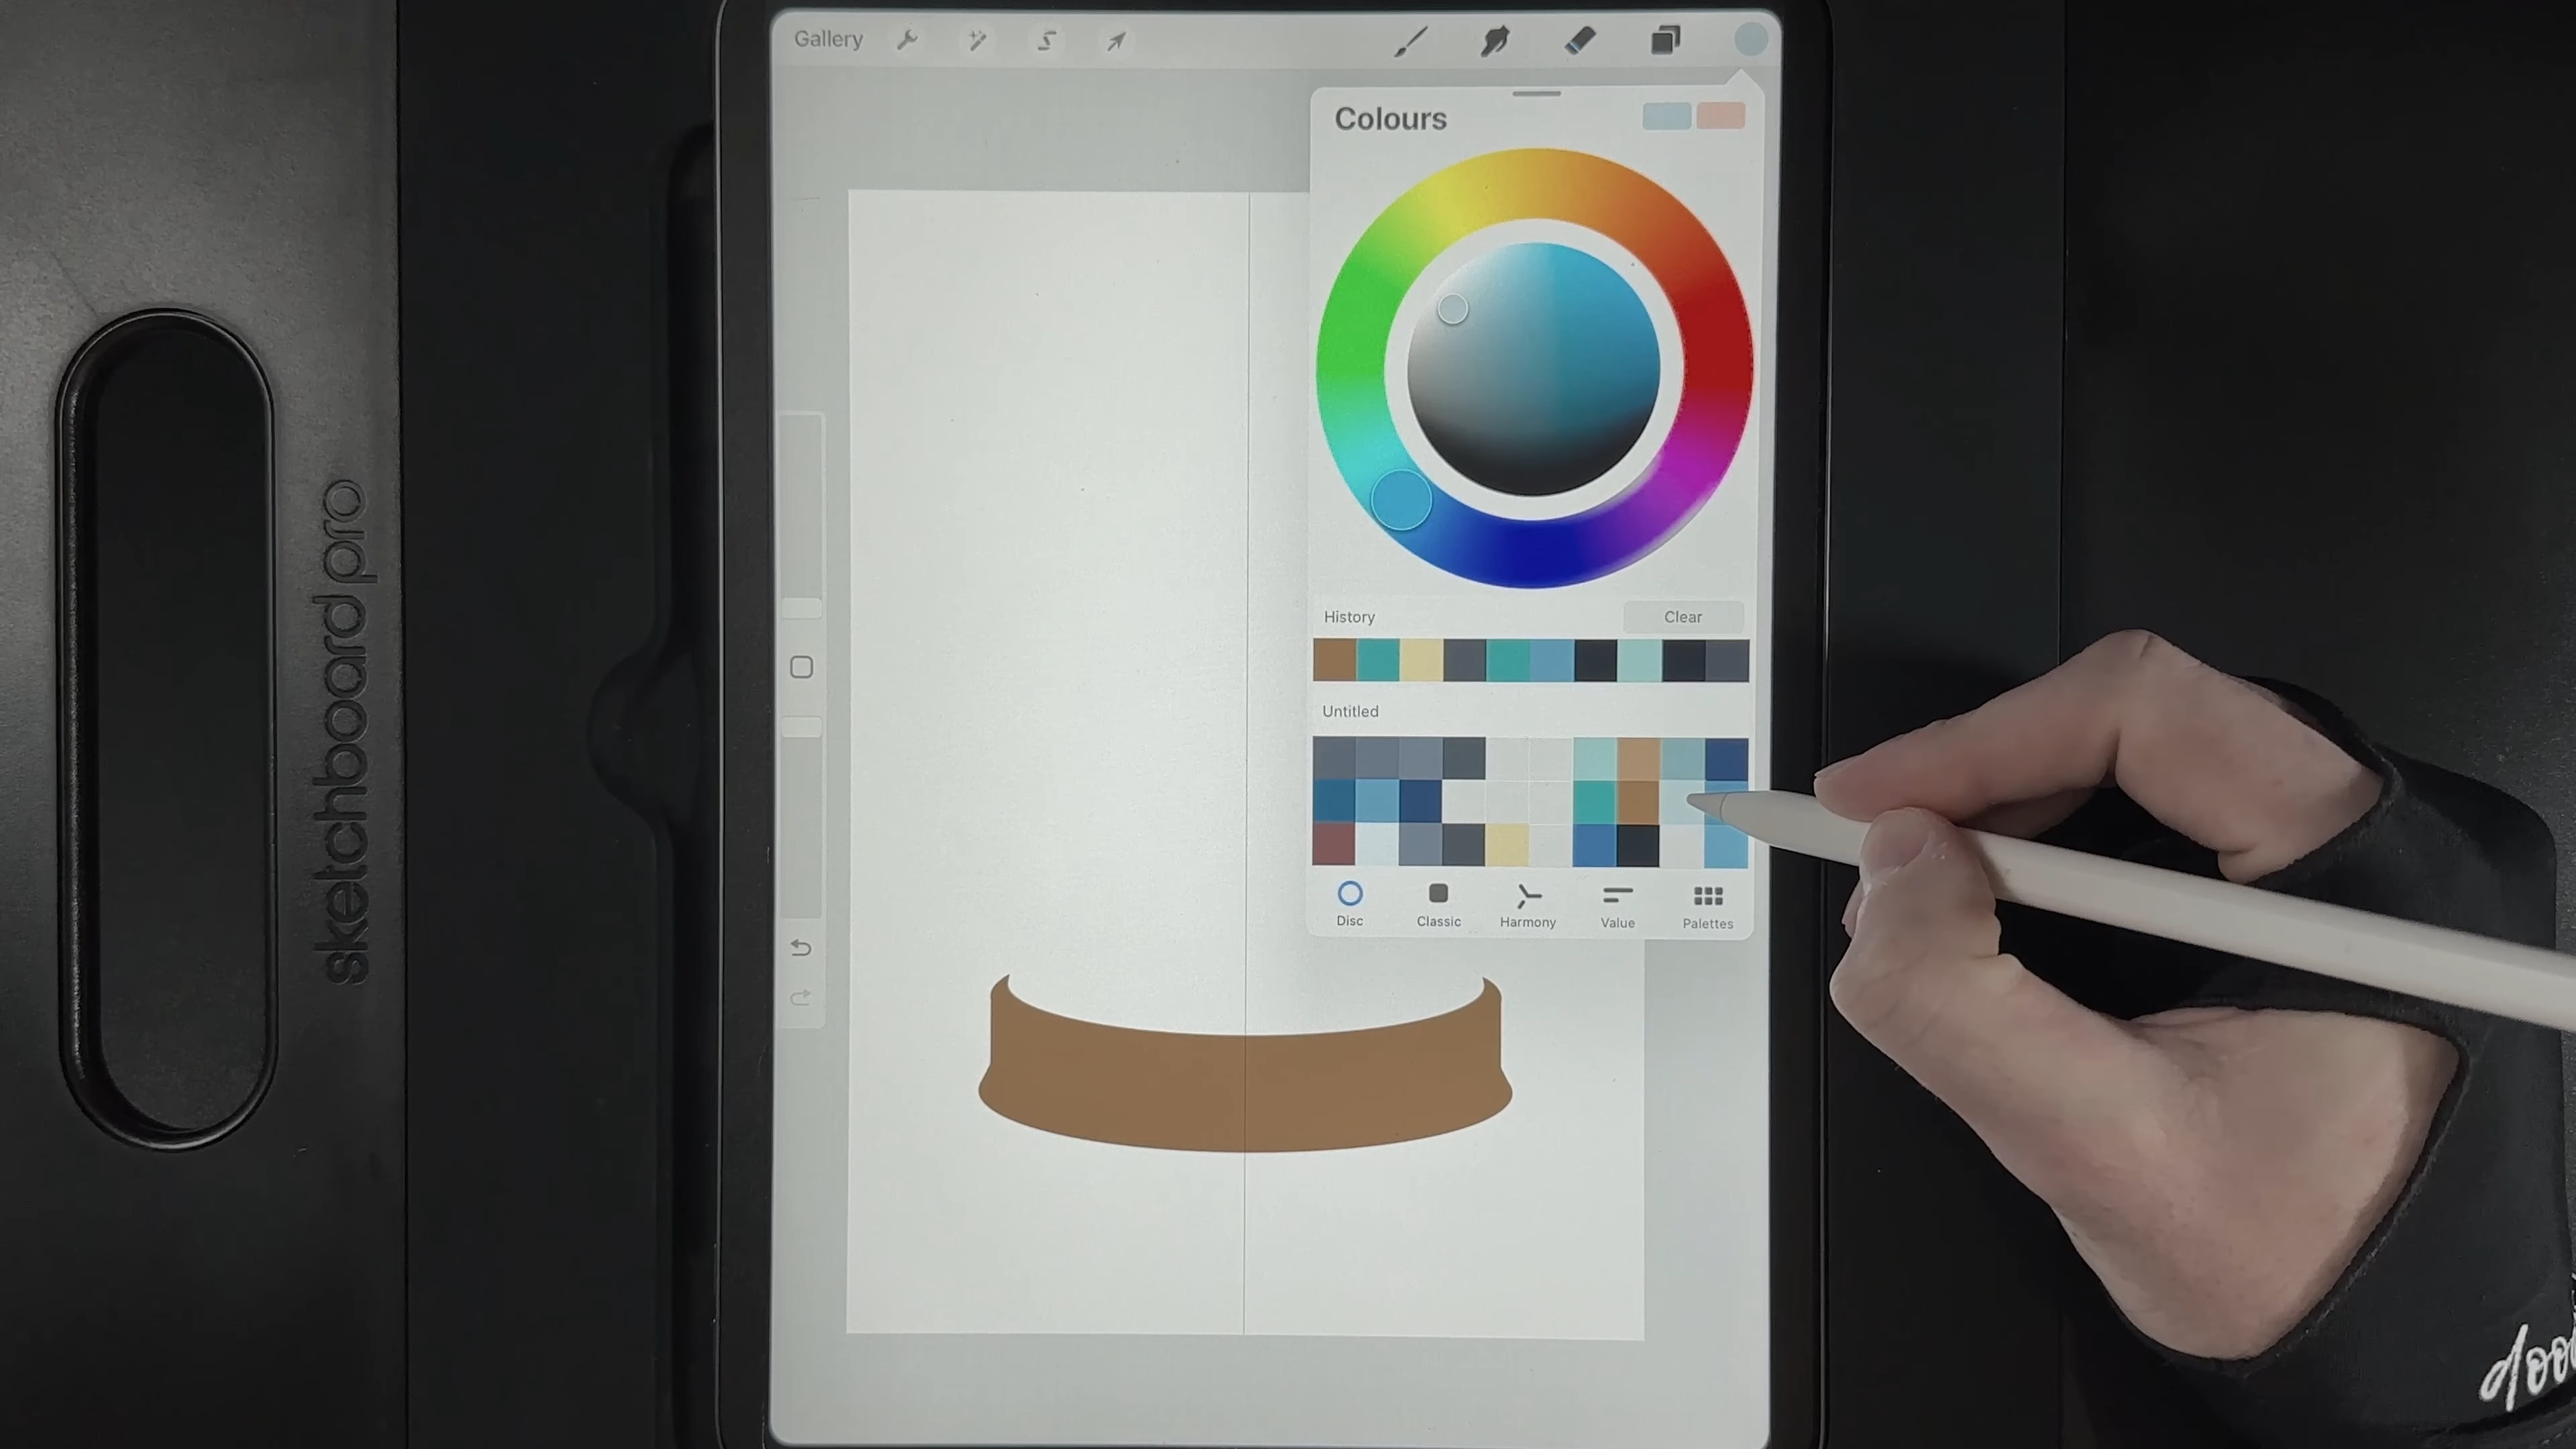 Gallery
Colours
History
Clear
Untitled
Disc
Classic
Harmony
Value
Palettes
sketchboard pro